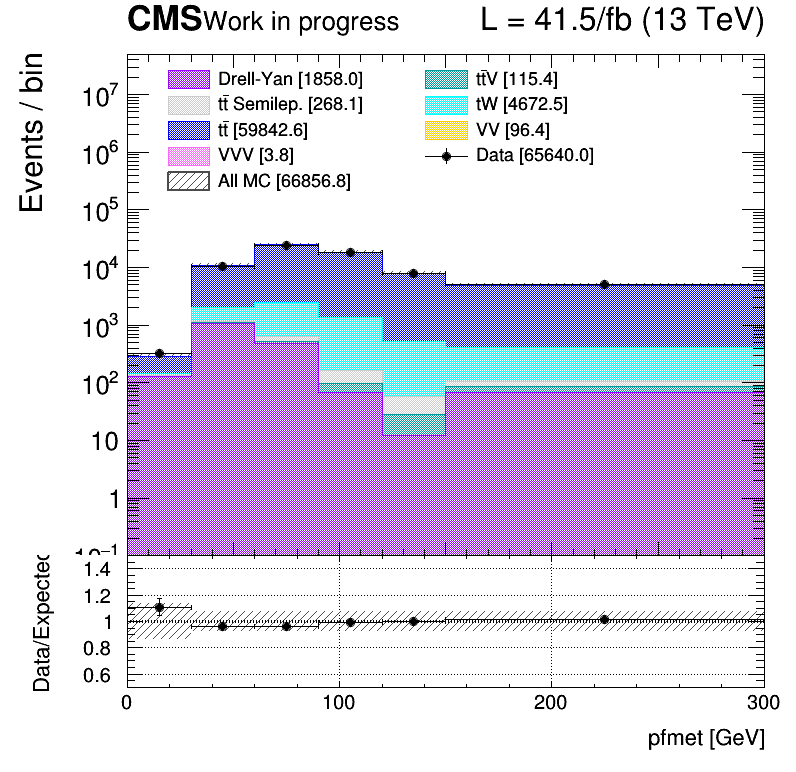 CMS Work in progress L = 41.5/fb (13 TeV)
Drell-Yan [1858.0] tt̄V [115.4]
tt̄ Semilep. [268.1] tW [4672.5]
tt̄ [59842.6] VV [96.4]
VVV [3.8] Data [65640.0]
All MC [66856.8]
Events / bin
10⁷
10⁶
10⁵
10⁴
10³
10²
10
1
10⁻¹
Data/Expected
1.4
1.2
1
0.8
0.6
0 100 200 300
pfmet [GeV]